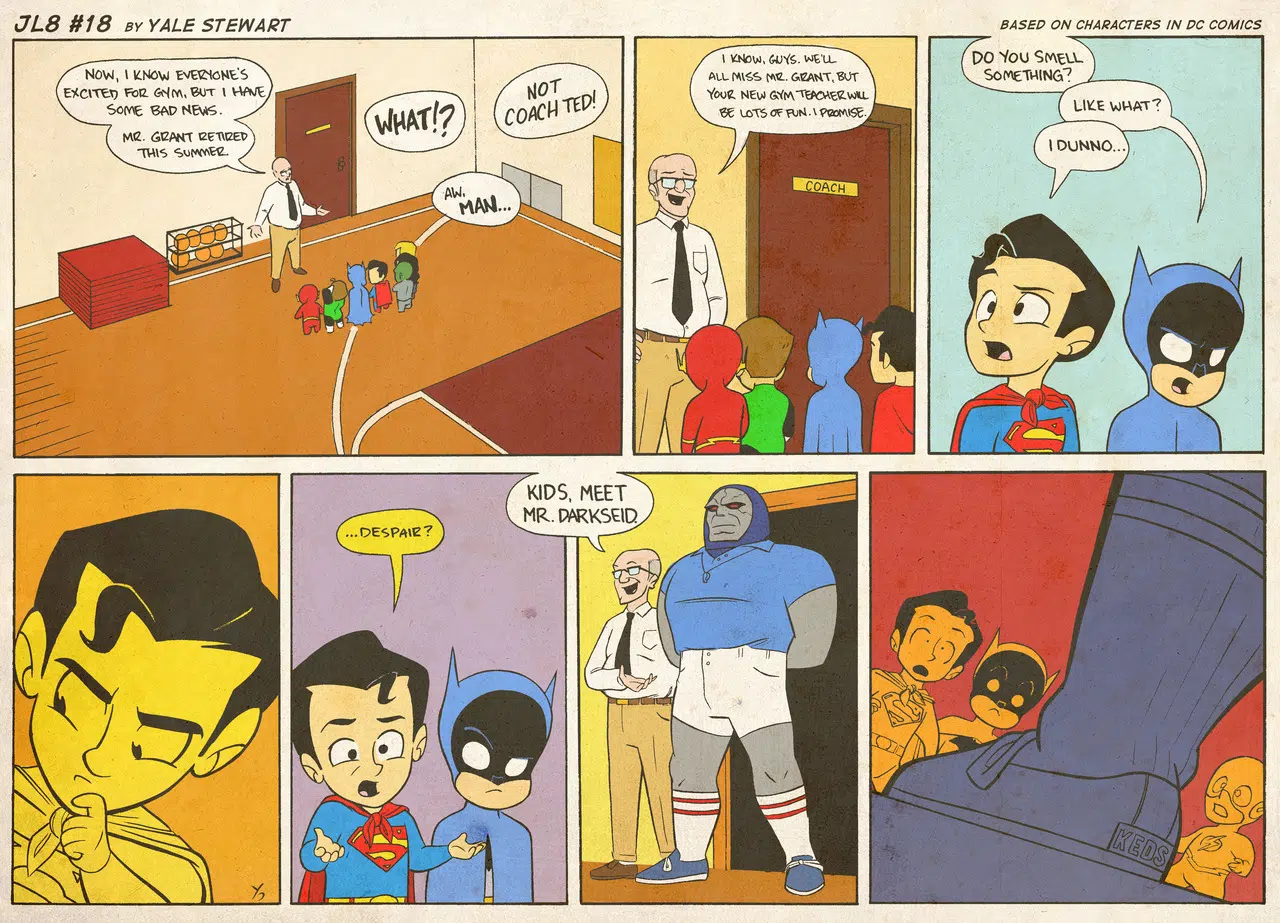 JL8 #18 BY YALE STEWART
BASED ON CHARACTERS IN DC COMICS
NOW, I KNOW EVERYONE'S
EXCITED FOR GYM, BUT I HAVE
SOME BAD NEWS.
MR. GRANT RETIRED
THIS SUMMER.
WHAT!?
NOT
COACH TED!
AW,
MAN...
I KNOW, GUYS. WE'LL
ALL MISS MR. GRANT, BUT
YOUR NEW GYM TEACHER WILL
BE LOTS OF FUN. I PROMISE.
COACH
DO YOU SMELL
SOMETHING?
LIKE WHAT?
I DUNNO...
...DESPAIR?
KIDS, MEET
MR. DARKSEID.
KEDS